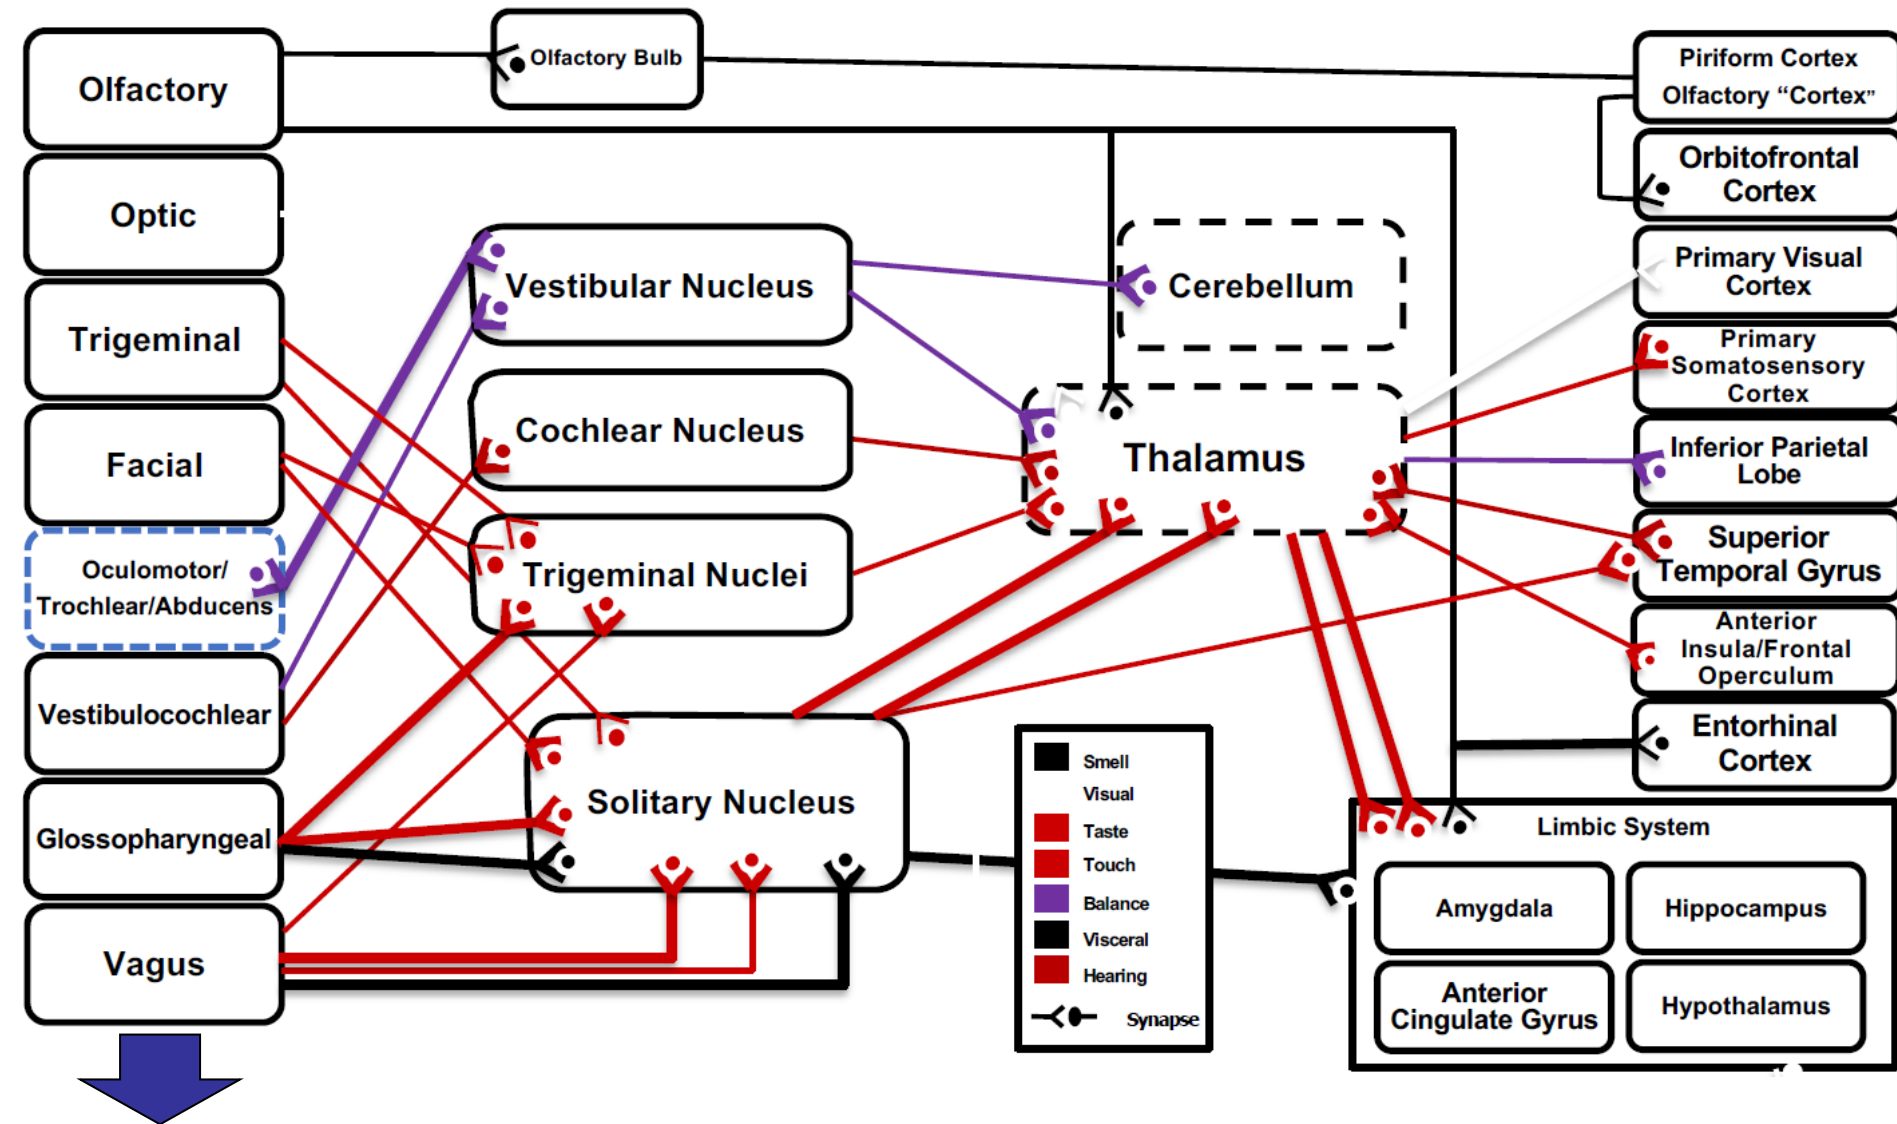 Olfactory
Optic
Trigeminal
Facial
Oculomotor/
Trochlear/Abducens
Vestibulocochlear
Glossopharyngeal
Vagus
Olfactory Bulb
Vestibular Nucleus
Cochlear Nucleus
Trigeminal Nuclei
Solitary Nucleus
Cerebellum
Thalamus
Smell
Visual
Taste
Touch
Balance
Visceral
Hearing
Synapse
Piriform Cortex
Olfactory “Cortex”
Orbitofrontal
Cortex
Primary Visual
Cortex
Primary
Somatosensory
Cortex
Inferior Parietal
Lobe
Superior
Temporal Gyrus
Anterior
Insula/Frontal
Operculum
Entorhinal
Cortex
Limbic System
Amygdala
Hippocampus
Anterior
Cingulate Gyrus
Hypothalamus